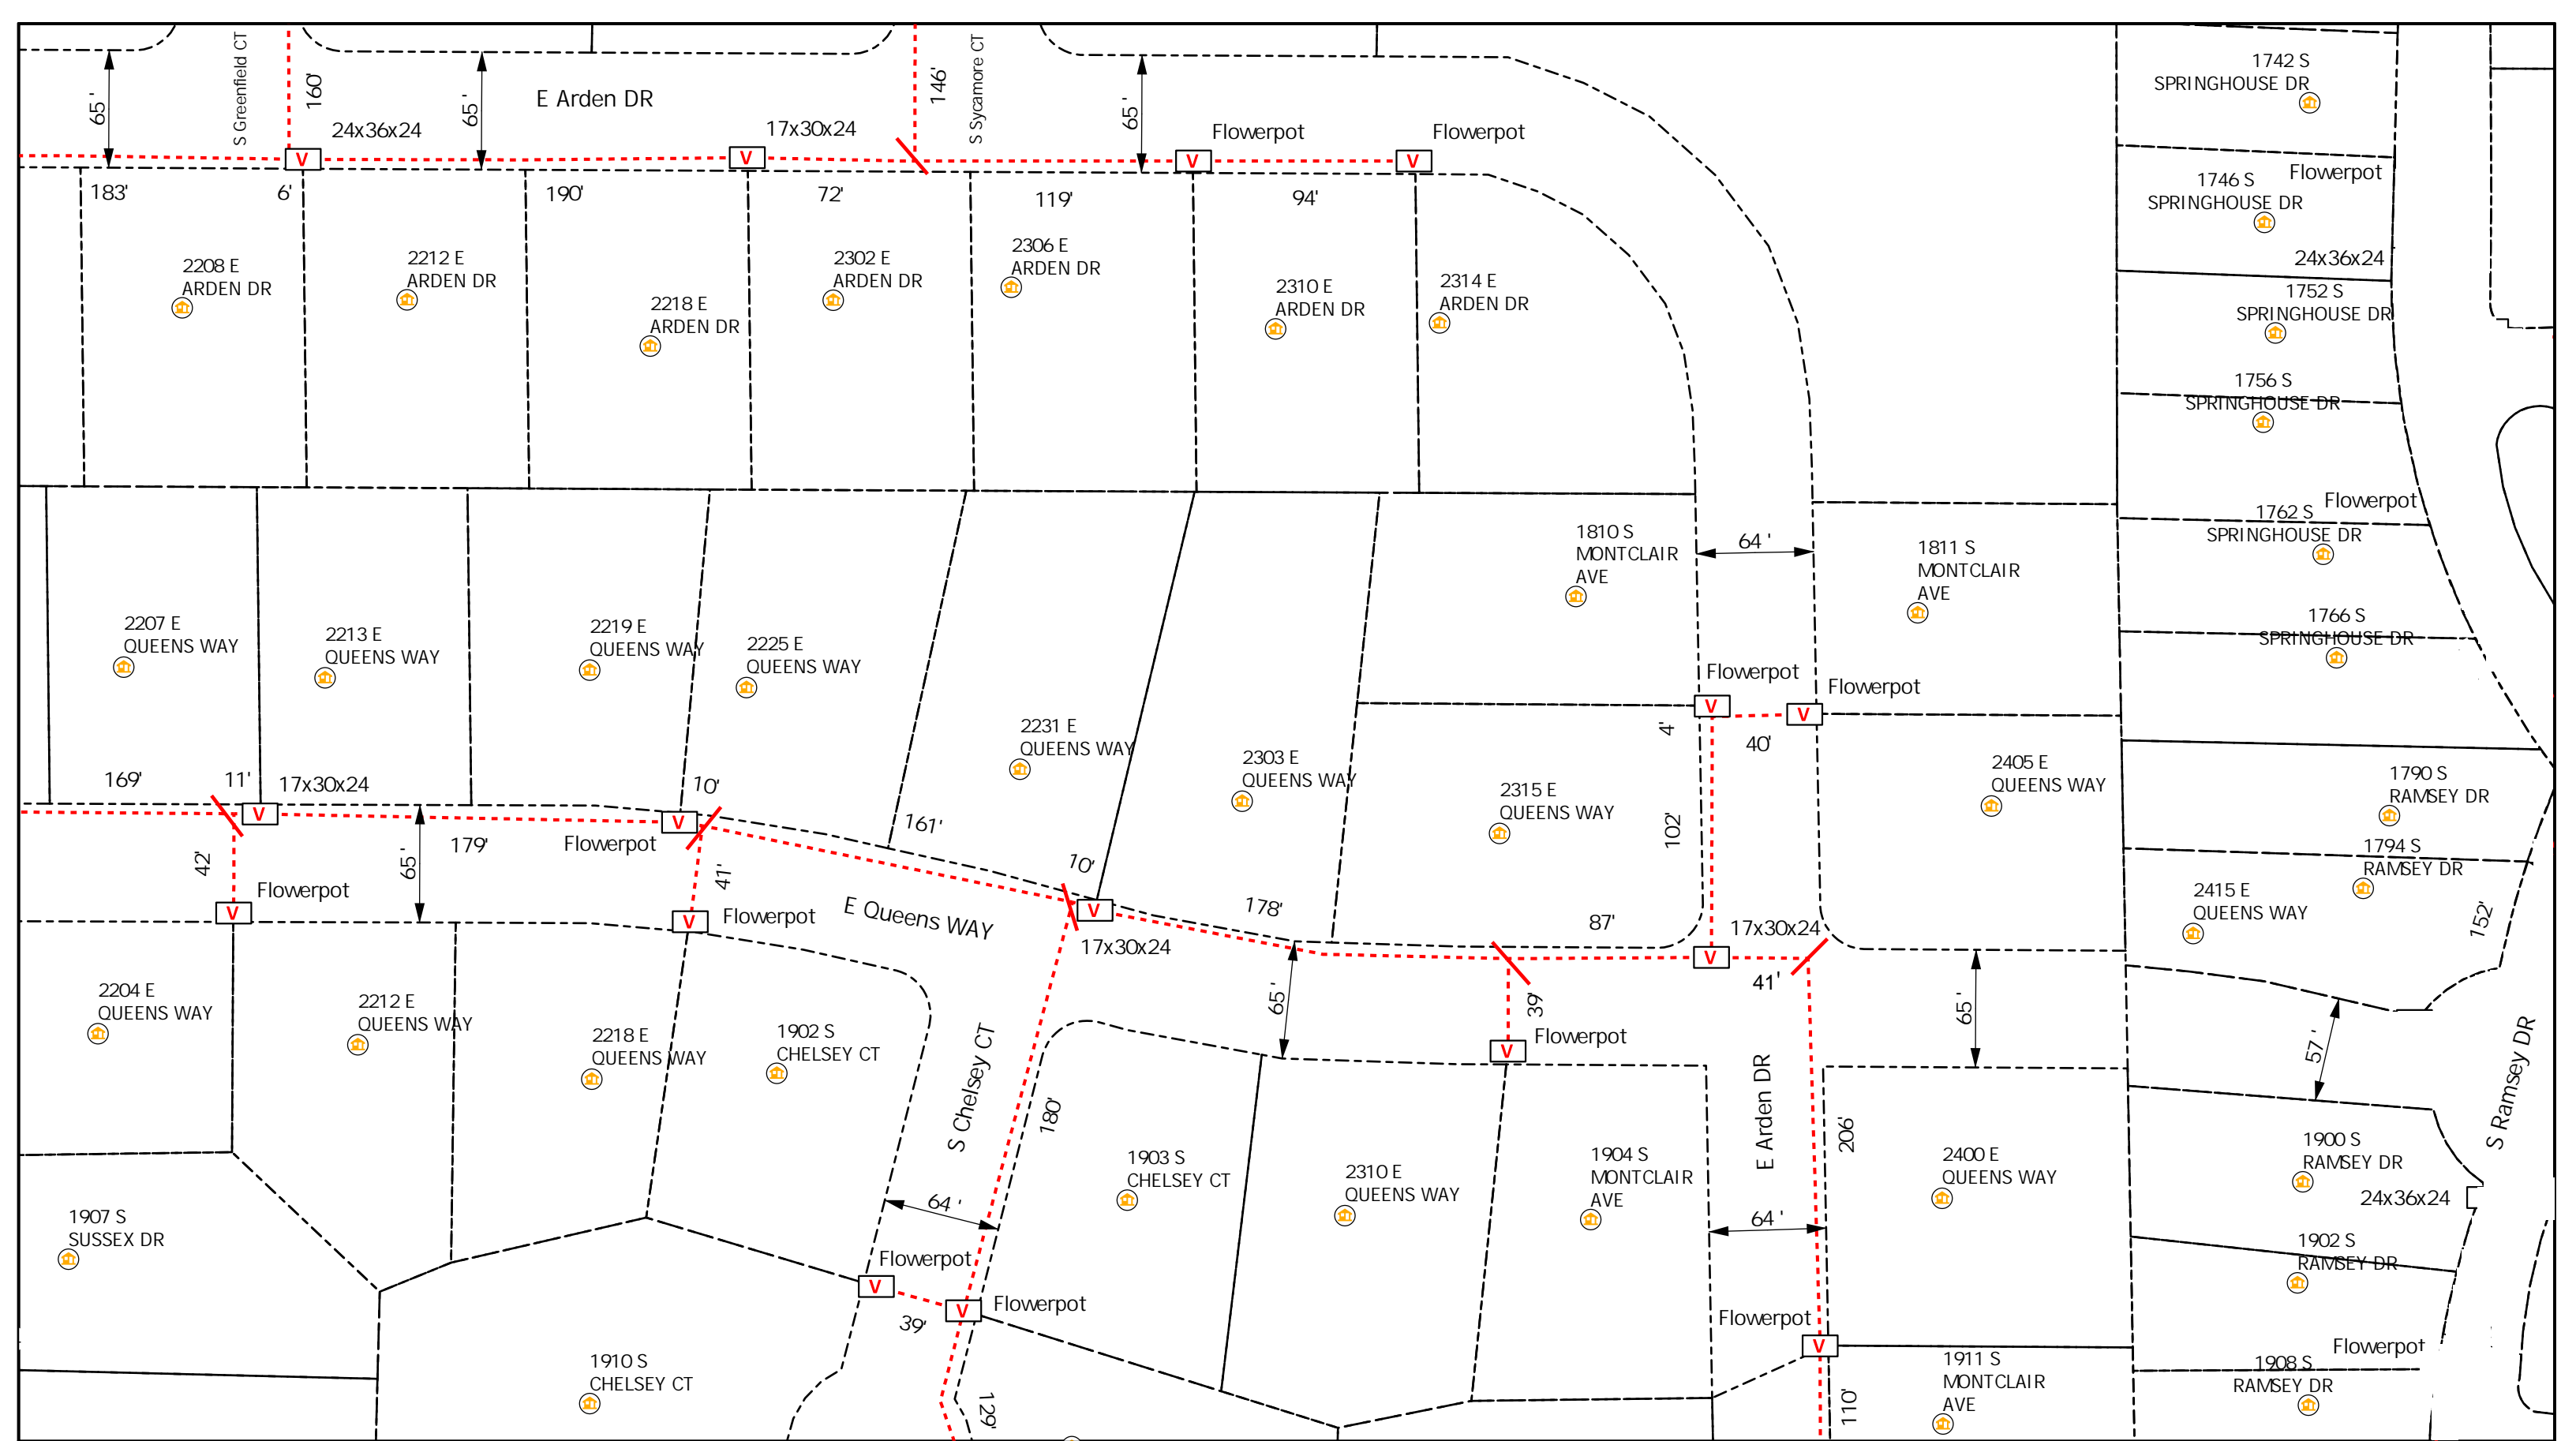 S Greenfield CT
160'
65 '
65 '
E Arden DR
146'
S Sycamore CT
65 '
24x36x24
17x30x24
Flowerpot
Flowerpot
V
V
V
V
183'
6'
190'
72'
119'
94'
2208 E
ARDEN DR
2212 E
ARDEN DR
2218 E
ARDEN DR
2302 E
ARDEN DR
2306 E
ARDEN DR
2310 E
ARDEN DR
2314 E
ARDEN DR
1742 S
SPRINGHOUSE DR
Flowerpot
1746 S
SPRINGHOUSE DR
24x36x24
1752 S
SPRINGHOUSE DR
1756 S
SPRINGHOUSE DR
Flowerpot
1762 S
SPRINGHOUSE DR
1766 S
SPRINGHOUSE DR
1810 S
MONTCLAIR
AVE
64 '
1811 S
MONTCLAIR
AVE
2207 E
QUEENS WAY
2213 E
QUEENS WAY
2219 E
QUEENS WAY
2225 E
QUEENS WAY
2231 E
QUEENS WAY
2303 E
QUEENS WAY
2315 E
QUEENS WAY
2405 E
QUEENS WAY
Flowerpot
Flowerpot
V
V
4'
40'
102'
1790 S
RAMSEY DR
1794 S
RAMSEY DR
2415 E
QUEENS WAY
152'
169'
11'
17x30x24
V
179'
65 '
42'
Flowerpot
V
10'
Flowerpot
V
41'
Flowerpot
V
161'
10'
E Queens WAY
V
17x30x24
178'
87'
17x30x24
V
41'
65 '
39'
Flowerpot
V
65 '
57 '
S Ramsey DR
2204 E
QUEENS WAY
2212 E
QUEENS WAY
2218 E
QUEENS WAY
1902 S
CHELSEY CT
S Chelsey CT
180'
64 '
1903 S
CHELSEY CT
2310 E
QUEENS WAY
1904 S
MONTCLAIR
AVE
E Arden DR
64 '
206'
2400 E
QUEENS WAY
1900 S
RAMSEY DR
24x36x24
1902 S
RAMSEY DR
1907 S
SUSSEX DR
Flowerpot
V
39'
V
Flowerpot
1910 S
CHELSEY CT
129'
Flowerpot
V
110'
1911 S
MONTCLAIR
AVE
Flowerpot
1908 S
RAMSEY DR